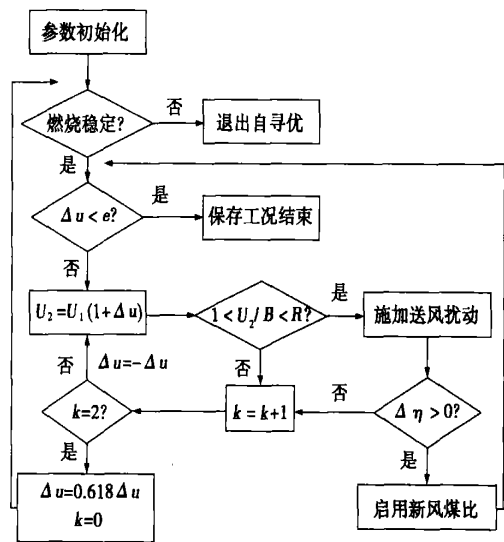 参数初始化
燃烧稳定?
否
退出自寻优
是
Δu<e?
是
保存工况结束
否
U₂=U₁(1+Δu)
1<U₂/B<R?
是
施加送风扰动
否
Δu=-Δu
否
k=2?
k=k+1
否
Δη>0?
是
是
Δu=0.618Δu
k=0
启用新风煤比